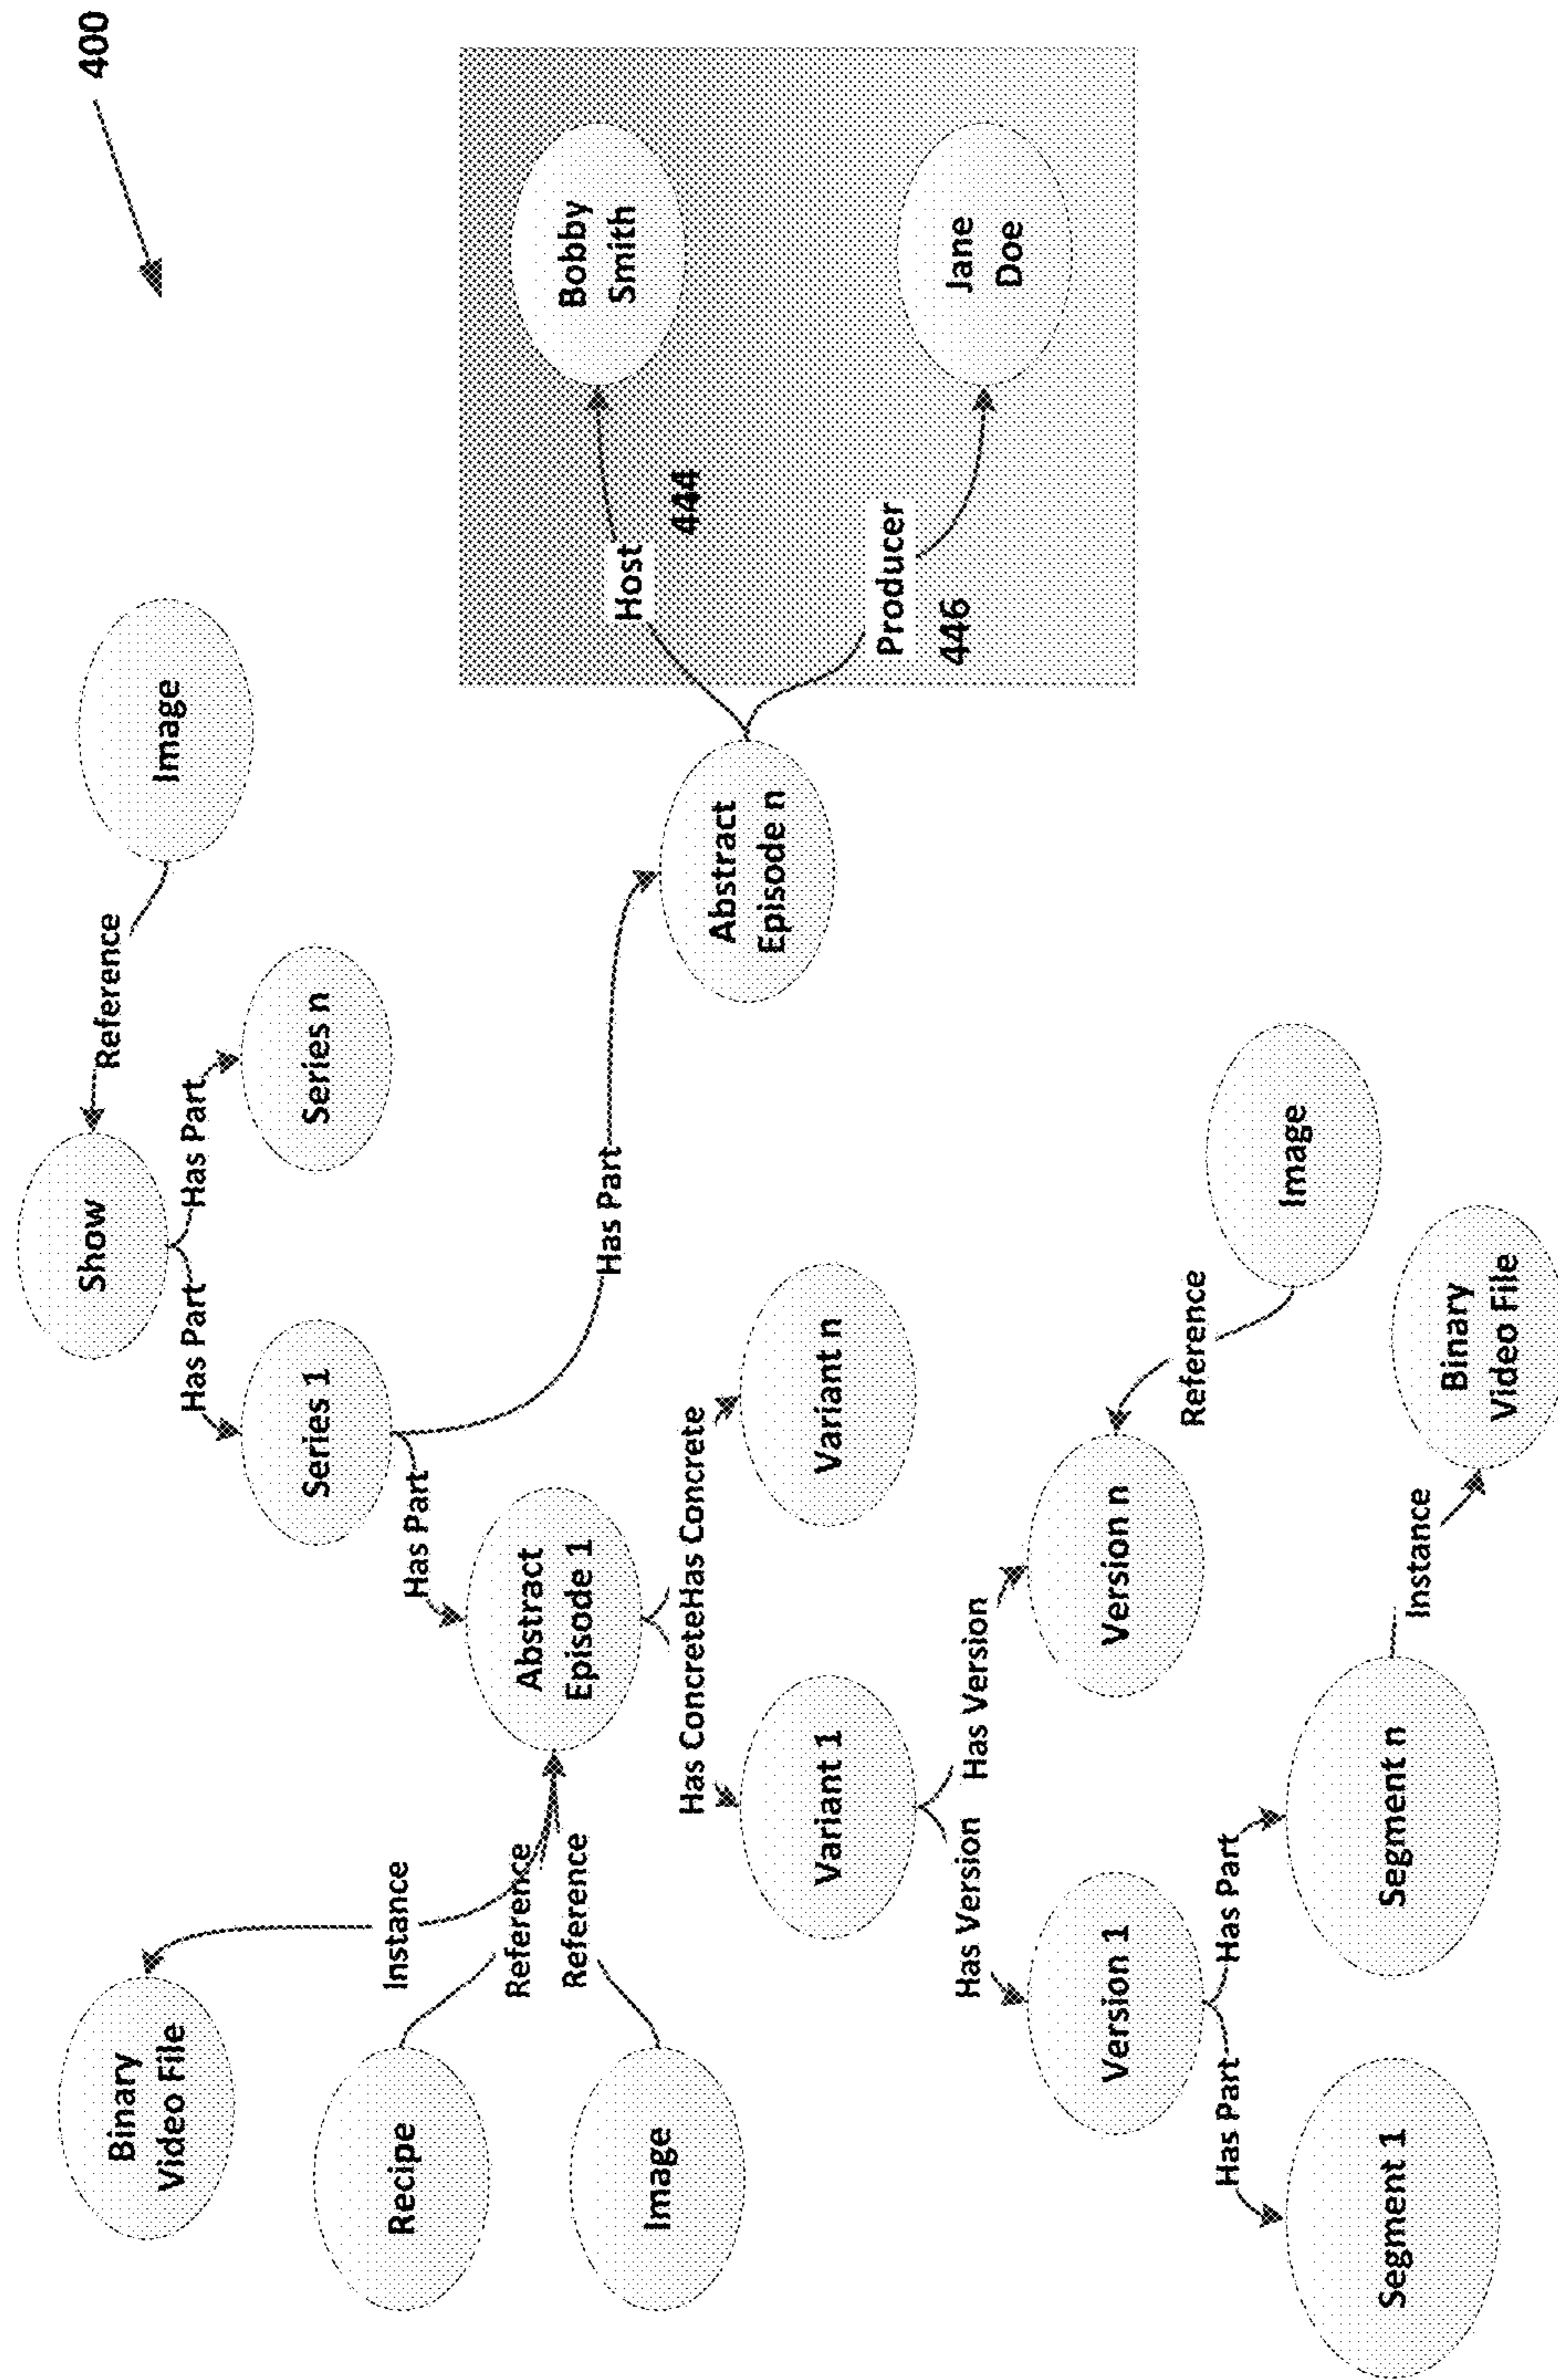 400
Show
Reference
Image
Has Part
Has Part
Series 1
Series n
Has Part
Has Part
Binary
Video File
Instance
Recipe
Reference
Image
Reference
Abstract
Episode 1
Abstract
Episode n
Host
444
Bobby
Smith
Producer
446
Jane
Doe
Has Concrete
Has Concrete
Variant 1
Variant n
Has Version
Has Version
Version 1
Version n
Reference
Image
Has Part
Has Part
Segment 1
Segment n
Instance
Binary
Video File